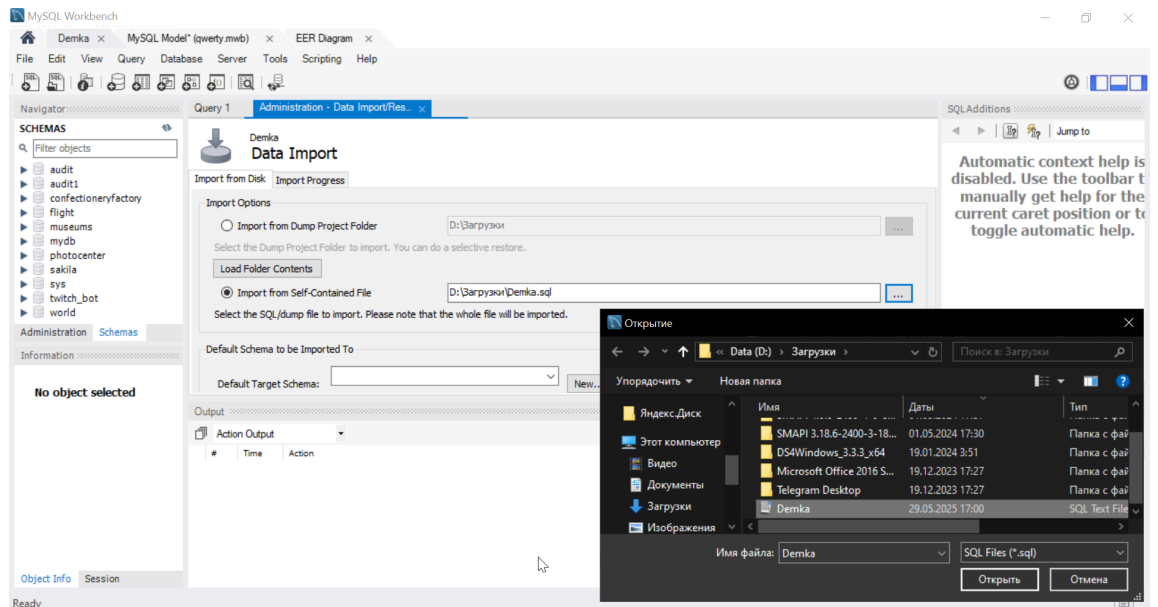 MySQL Workbench
Demka
MySQL Model* (qwerty.mwb)
EER Diagram
File Edit View Query Database Server Tools Scripting Help
Navigator
SCHEMAS
Filter objects
audit
audit1
confectioneryfactory
flight
museums
mydb
photocenter
sakila
sys
twitch_bot
world
Administration Schemas
Information
No object selected
Object Info Session
Ready
Query 1
Administration - Data Import/Res...
Demka
Data Import
Import from Disk Import Progress
Import Options
Import from Dump Project Folder
D:\Загрузки
...
Select the Dump Project Folder to import. You can do a selective restore.
Load Folder Contents
Import from Self-Contained File
D:\Загрузки\Demka.sql
...
Select the SQL/dump file to import. Please note that the whole file will be imported.
Default Schema to be Imported To
Default Target Schema:
New...
Output
Action Output
# Time Action
SQLAdditions
Jump to
Automatic context help is
disabled. Use the toolbar t
manually get help for the
current caret position or to
toggle automatic help.
Открытие
« Data (D:) › Загрузки ›
Поиск в: Загрузки
Упорядочить Новая папка
Яндекс.Диск
Этот компьютер
Видео
Документы
Загрузки
Изображения
Имя Даты Тип
SMAPI 3.18.6-2400-3-18... 01.05.2024 17:30 Папка с фай
DS4Windows_3.3.3_x64 19.01.2024 3:51 Папка с фай
Microsoft Office 2016 S... 19.12.2023 17:27 Папка с фай
Telegram Desktop 19.12.2023 17:27 Папка с фай
Demka 29.05.2025 17:00 SQL Text File
Имя файла: Demka
SQL Files (*.sql)
Открыть Отмена